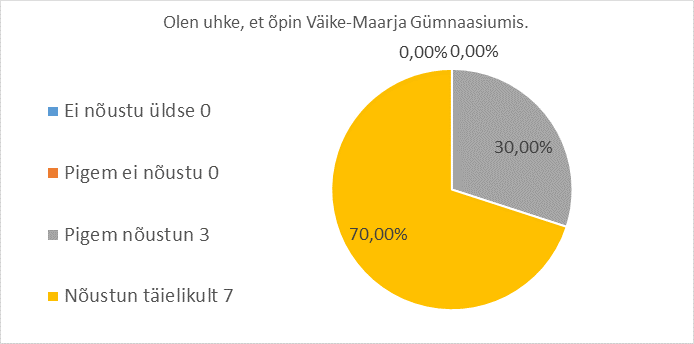 Olen uhke, et õpin Väike-Maarja Gümnaasiumis.
0,00% 0,00%
Ei nõustu üldse 0
30,00%
Pigem ei nõustu 0
Pigem nõustun 3
70,00%
Nõustun täielikult 7